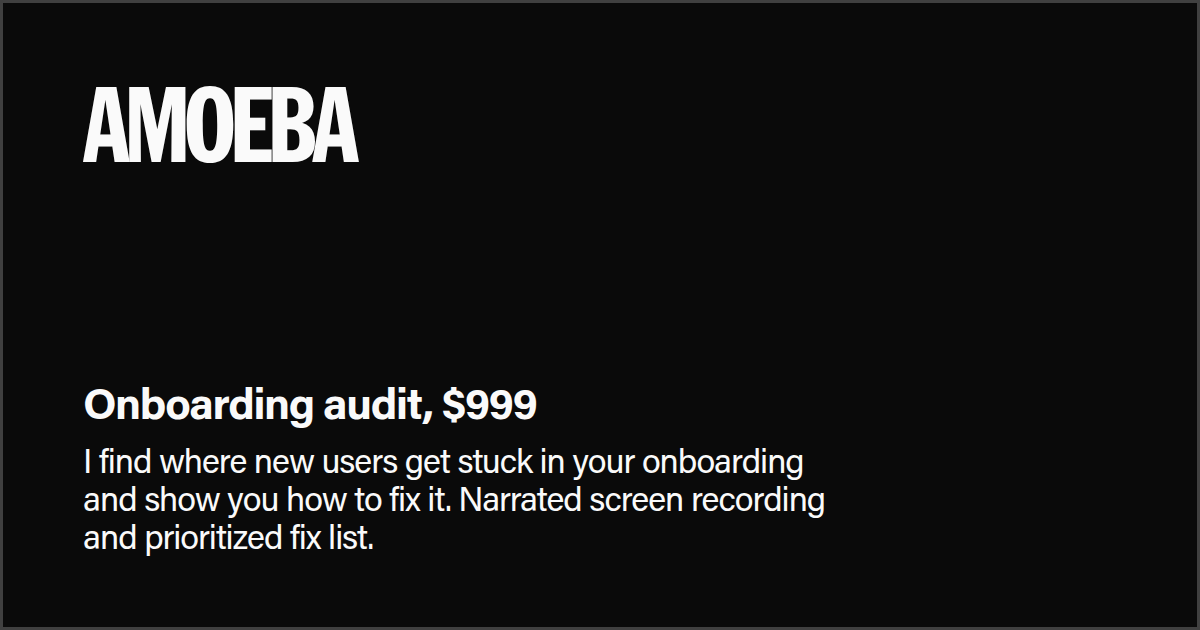 AMOEBA
Onboarding audit, $999
I find where new users get stuck in your onboarding
and show you how to fix it. Narrated screen recording
and prioritized fix list.